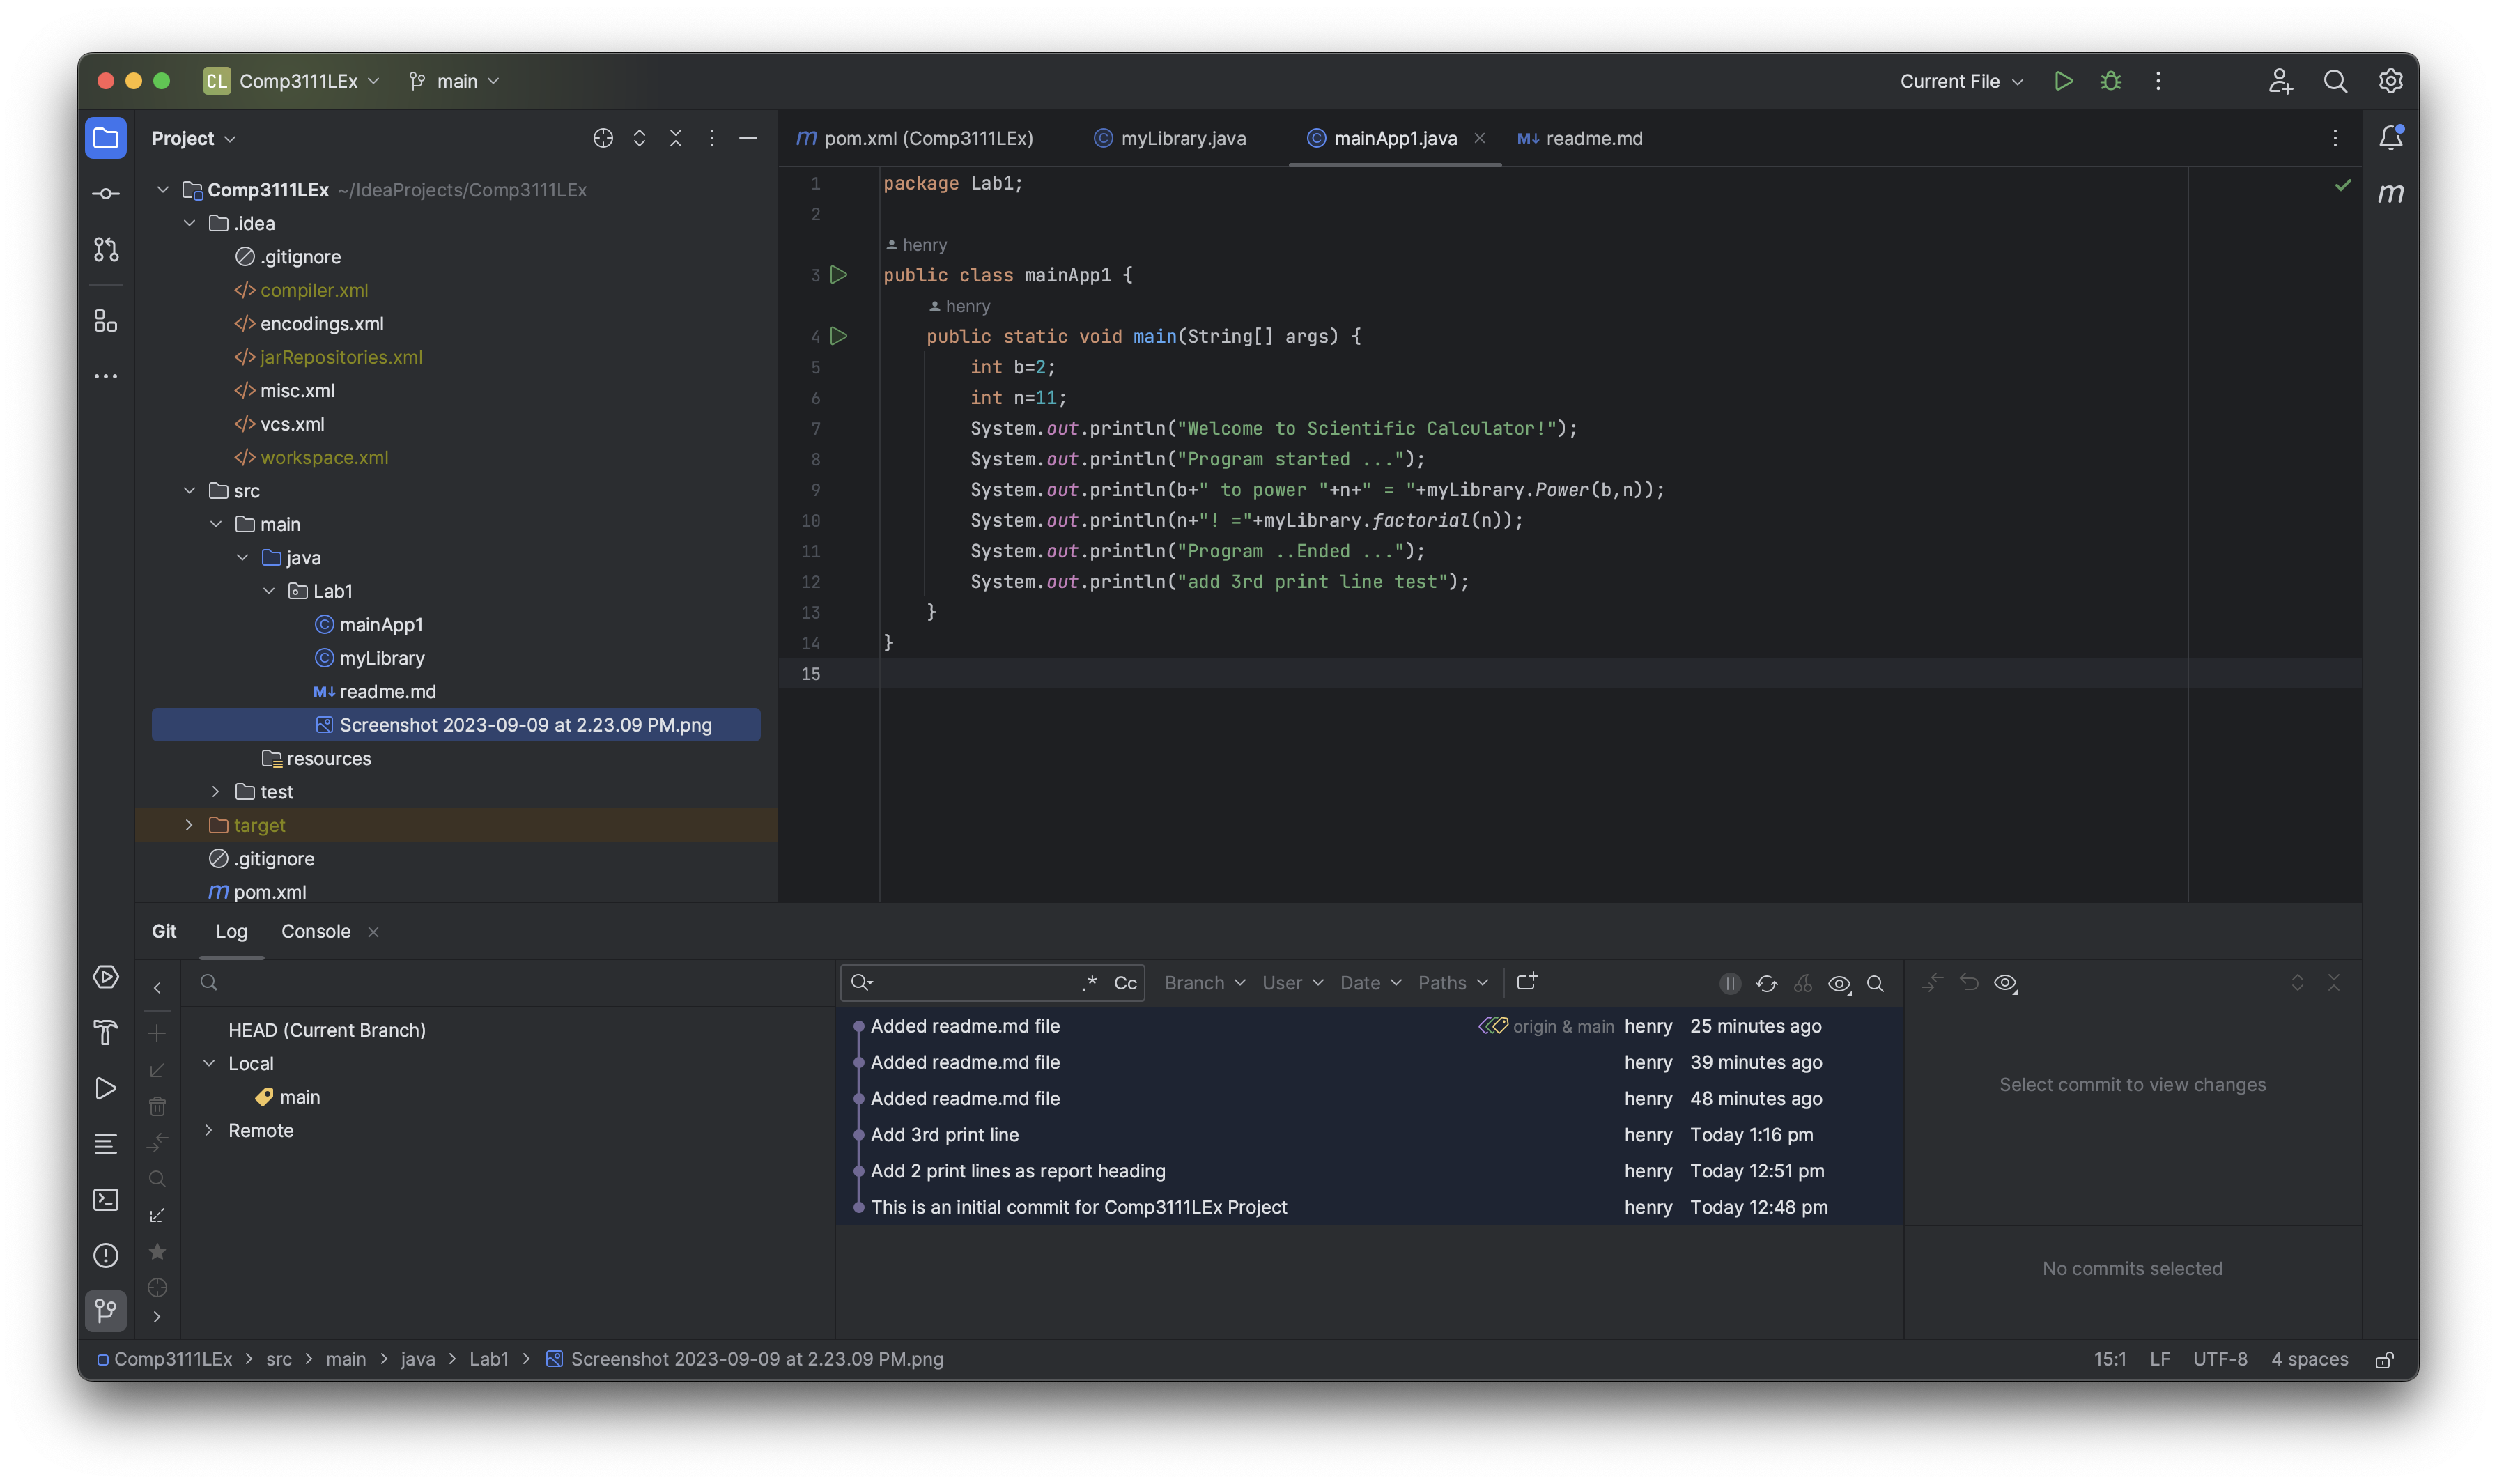 CL Comp3111LEx main Current File
Project
pom.xml (Comp3111LEx) myLibrary.java mainApp1.java readme.md
Comp3111LEx ~/IdeaProjects/Comp3111LEx
.idea
.gitignore
compiler.xml
encodings.xml
jarRepositories.xml
misc.xml
vcs.xml
workspace.xml
src
main
java
Lab1
mainApp1
myLibrary
readme.md
Screenshot 2023-09-09 at 2.23.09 PM.png
resources
test
target
.gitignore
pom.xml
1 package Lab1;
2
henry
3 public class mainApp1 {
henry
4 public static void main(String[] args) {
5 int b=2;
6 int n=11;
7 System.out.println("Welcome to Scientific Calculator!");
8 System.out.println("Program started ...");
9 System.out.println(b+" to power "+n+" = "+myLibrary.Power(b,n));
10 System.out.println(n+"! ="+myLibrary.factorial(n));
11 System.out.println("Program ..Ended ...");
12 System.out.println("add 3rd print line test");
13 }
14 }
15
Git Log Console
HEAD (Current Branch)
Local
main
Remote
.* Cc Branch User Date Paths
Added readme.md file origin & main henry 25 minutes ago
Added readme.md file henry 39 minutes ago
Added readme.md file henry 48 minutes ago
Add 3rd print line henry Today 1:16 pm
Add 2 print lines as report heading henry Today 12:51 pm
This is an initial commit for Comp3111LEx Project henry Today 12:48 pm
Select commit to view changes
No commits selected
Comp3111LEx > src > main > java > Lab1 > Screenshot 2023-09-09 at 2.23.09 PM.png 15:1 LF UTF-8 4 spaces